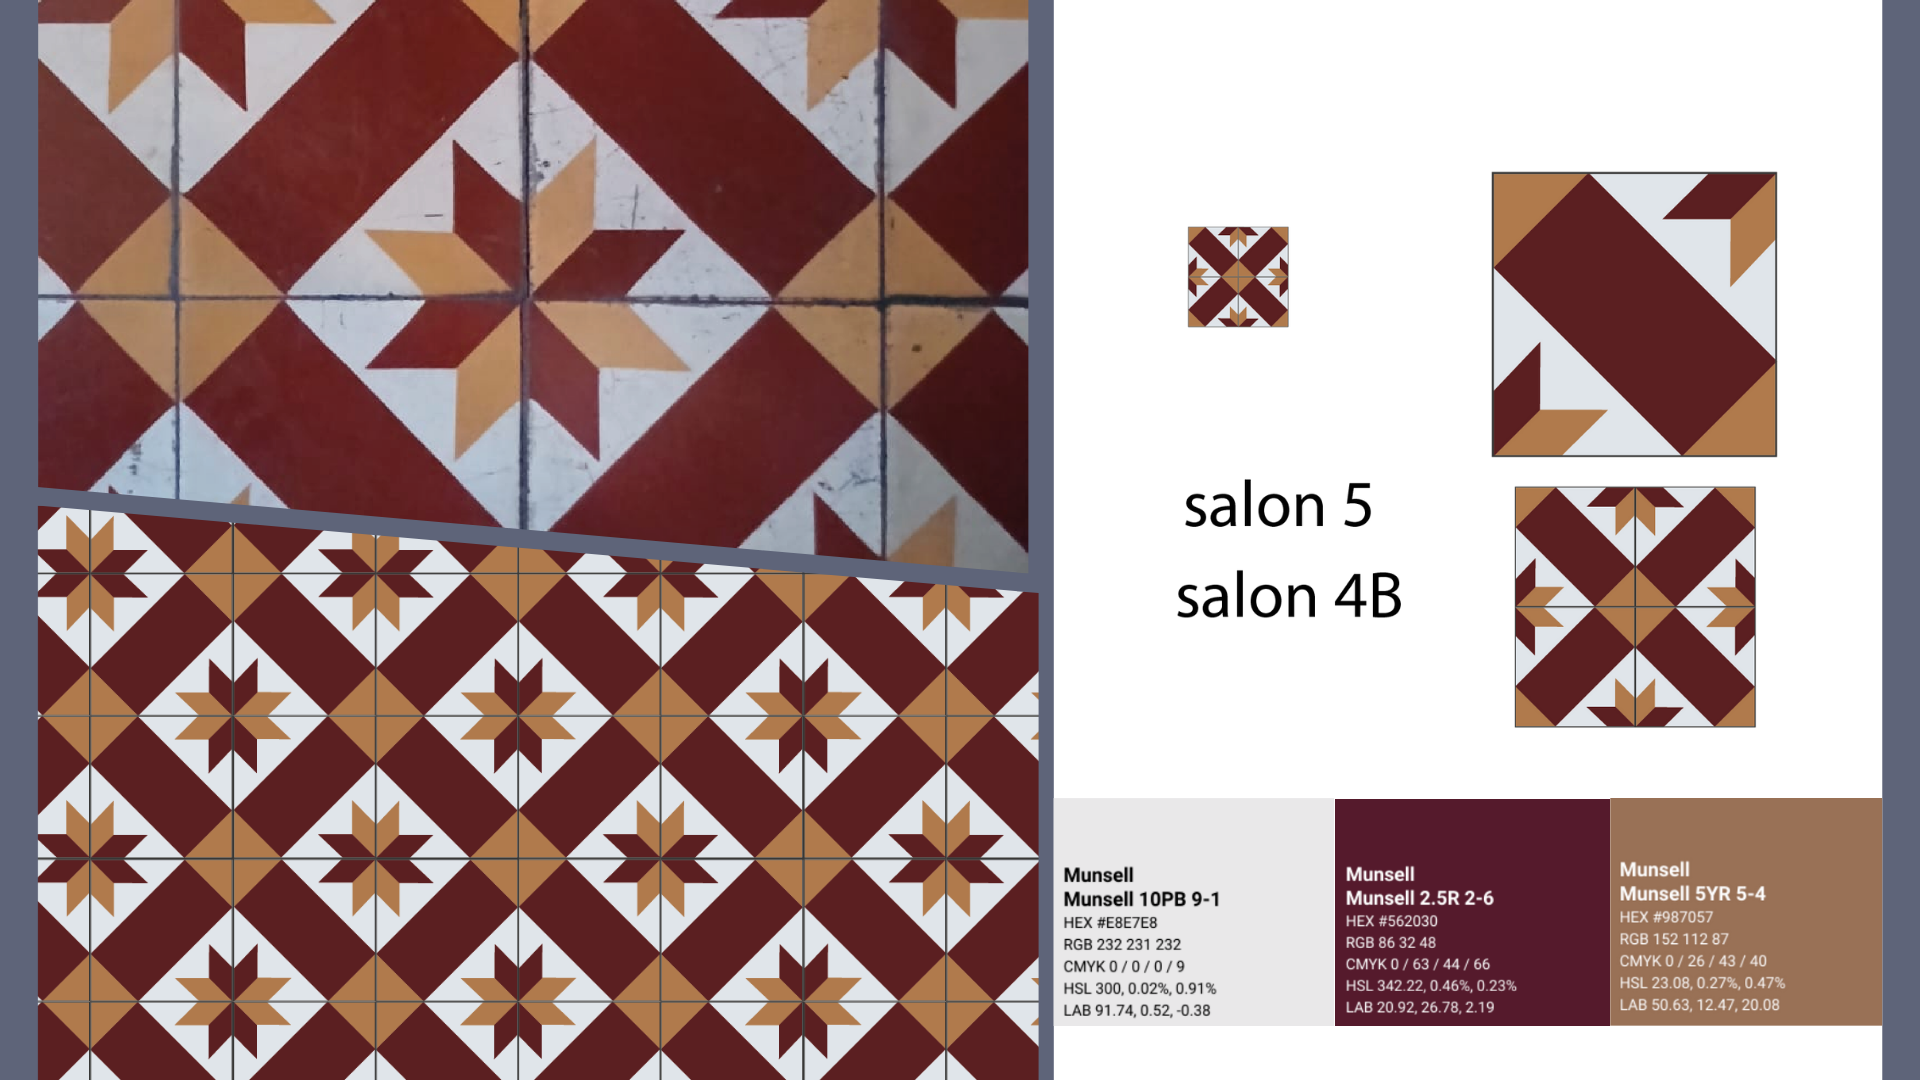 salon 5
salon 4B
Munsell
Munsell 10PB 9-1
HEX #E8E7E8
RGB 232 231 232
CMYK 0 / 0 / 0 / 9
HSL 300, 0.02%, 0.91%
LAB 91.74, 0.52, -0.38
Munsell
Munsell 2.5R 2-6
HEX #562030
RGB 86 32 48
CMYK 0 / 63 / 44 / 66
HSL 342.22, 0.46%, 0.23%
LAB 20.92, 26.78, 2.19
Munsell
Munsell 5YR 5-4
HEX #987057
RGB 152 112 87
CMYK 0 / 26 / 43 / 40
HSL 23.08, 0.27%, 0.47%
LAB 50.63, 12.47, 20.08